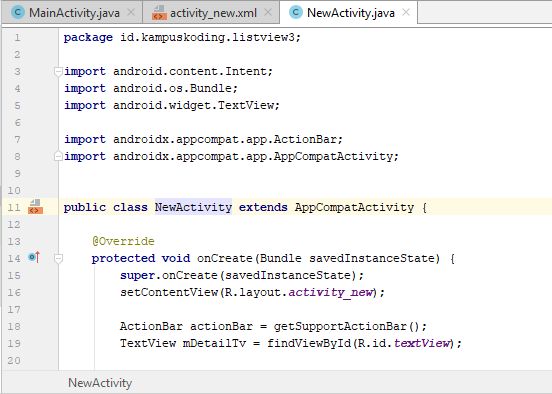 MainActivity.java × activity_new.xml × NewActivity.java ×
1 package id.kampuskoding.listview3;
2
3 import android.content.Intent;
4 import android.os.Bundle;
5 import android.widget.TextView;
6
7 import androidx.appcompat.app.ActionBar;
8 import androidx.appcompat.app.AppCompatActivity;
9
10
11 public class NewActivity extends AppCompatActivity {
12
13     @Override
14     protected void onCreate(Bundle savedInstanceState) {
15         super.onCreate(savedInstanceState);
16         setContentView(R.layout.activity_new);
17
18         ActionBar actionBar = getSupportActionBar();
19         TextView mDetailTv = findViewById(R.id.textView);
20
NewActivity